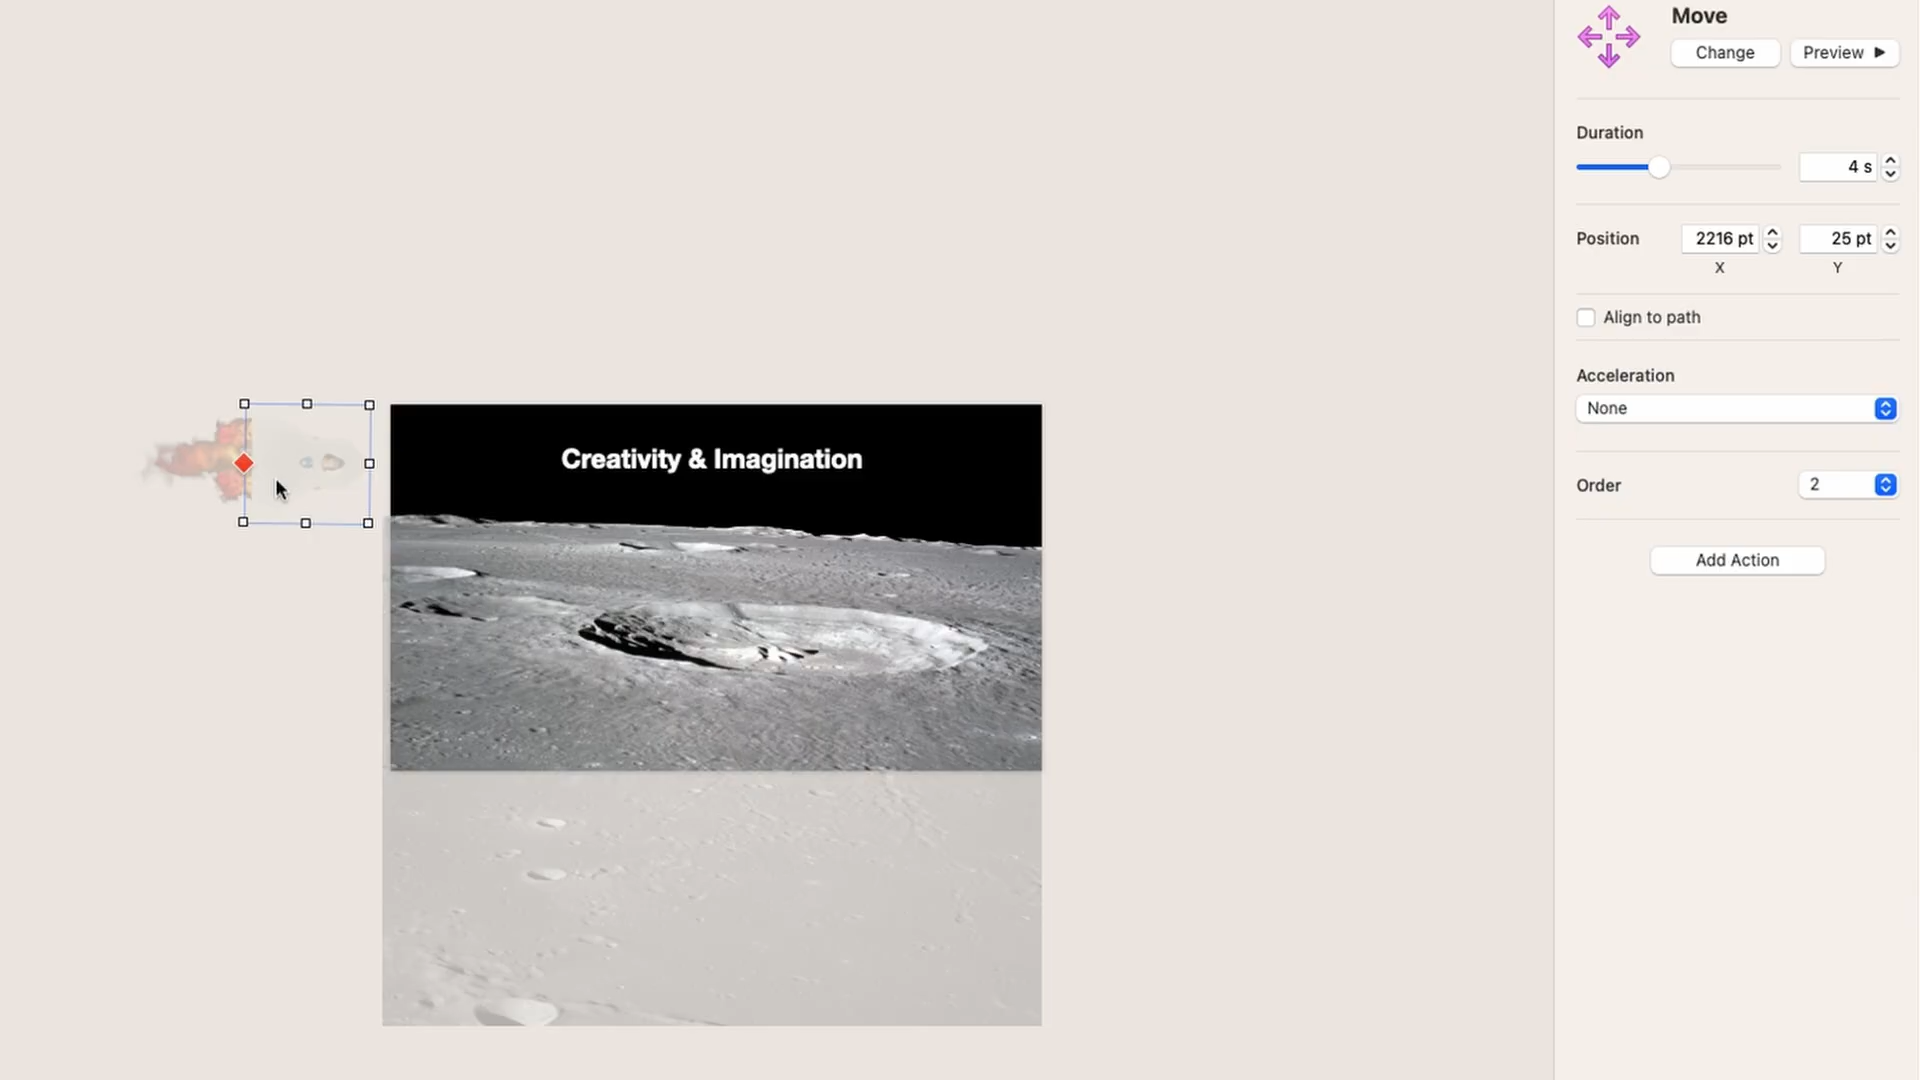 Move
Change
Preview
Duration
4 s
Position
2216 pt
25 pt
X
Y
Align to path
Acceleration
None
Order
2
Add Action
Creativity & Imagination